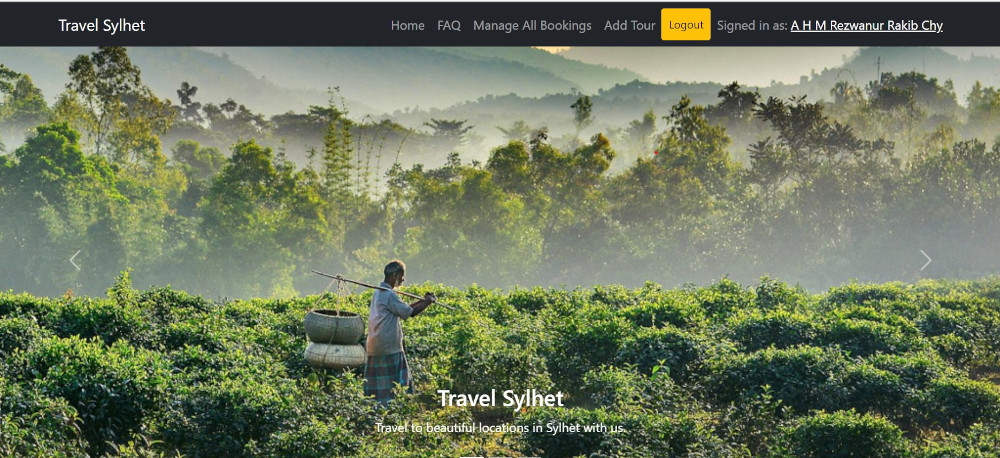 Travel Sylhet Home FAQ Manage All Bookings Add Tour Logout Signed in as: A H M Rezwanur Rakib Chy
Travel Sylhet
Travel to beautiful locations in Sylhet with us.